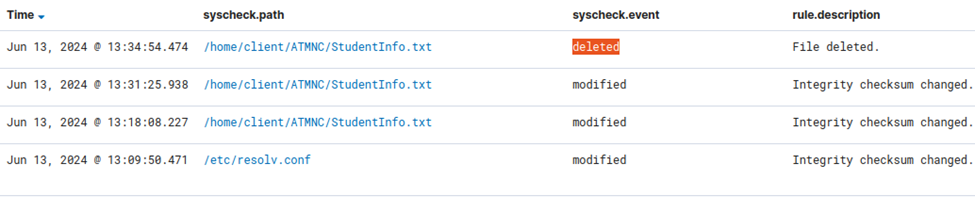 Time syscheck.path syscheck.event rule.description
Jun 13, 2024 @ 13:34:54.474 /home/client/ATMNC/StudentInfo.txt deleted File deleted.
Jun 13, 2024 @ 13:31:25.938 /home/client/ATMNC/StudentInfo.txt modified Integrity checksum changed.
Jun 13, 2024 @ 13:18:08.227 /home/client/ATMNC/StudentInfo.txt modified Integrity checksum changed.
Jun 13, 2024 @ 13:09:50.471 /etc/resolv.conf modified Integrity checksum changed.